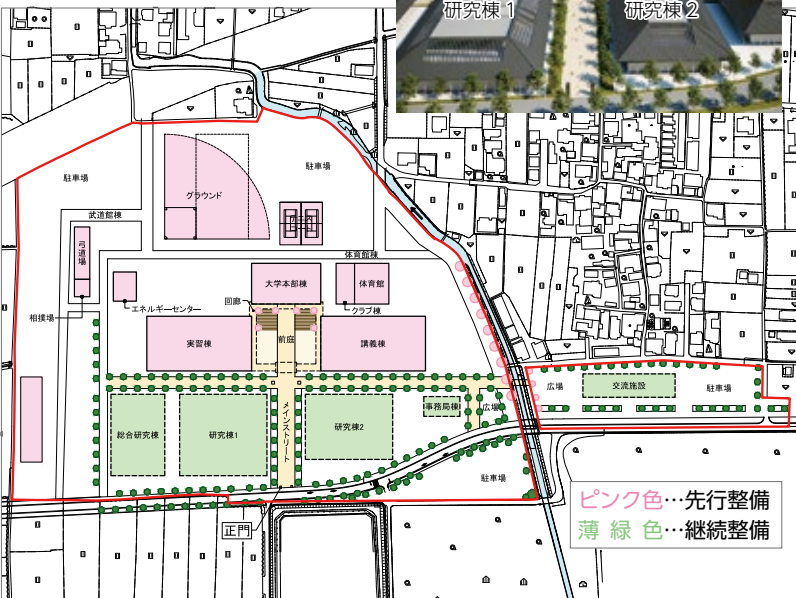 研究棟1
研究棟2
駐車場
グラウンド
駐車場
武道館棟
弓道場
相撲場
エネルギーセンター
体育館棟
大学本部棟
体育館
クラブ棟
回廊
前庭
実習棟
講義棟
総合研究棟
研究棟1
メインストリート
研究棟2
事務局棟
広場
広場
交流施設
駐車場
駐車場
正門
ピンク色…先行整備
薄緑色…継続整備